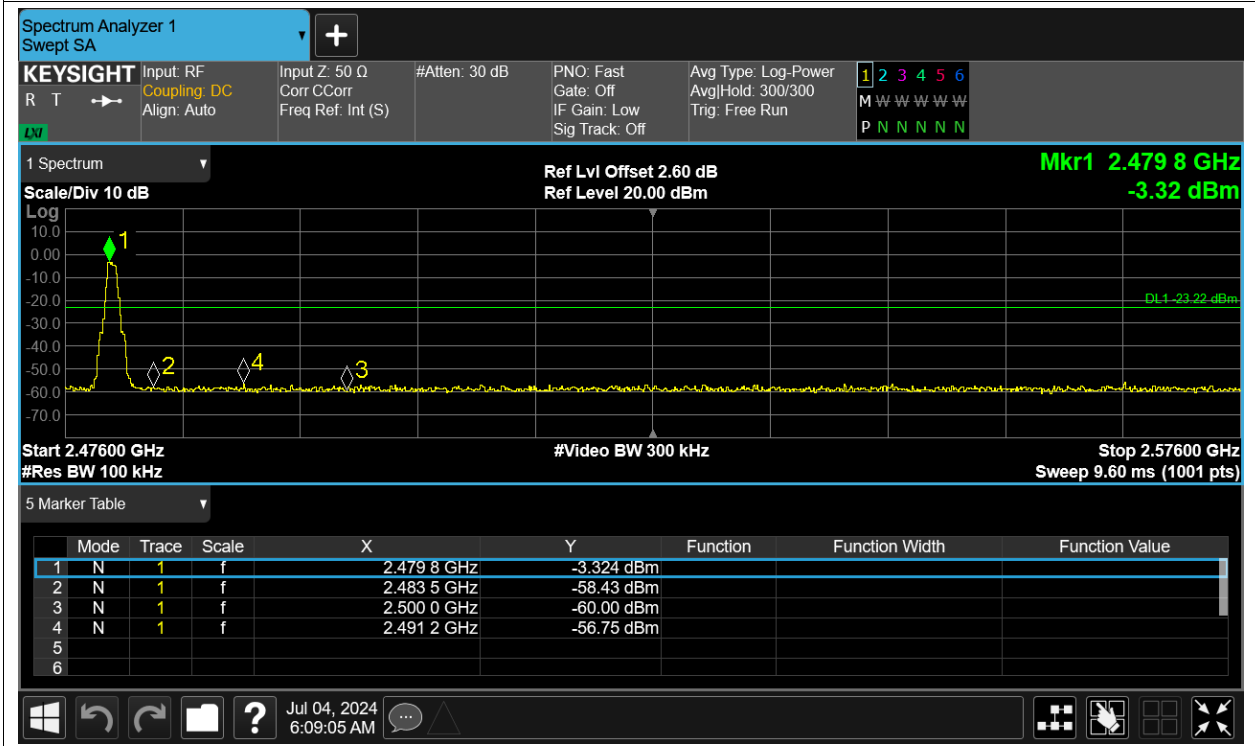 Spectrum Analyzer 1
Swept SA
KEYSIGHT Input: RF Input Z: 50 Ω #Atten: 30 dB PNO: Fast Avg Type: Log-Power 1 2 3 4 5 6
R T Coupling: DC Corr CCorr Gate: Off Avg|Hold: 300/300 M W W W W W
Align: Auto Freq Ref: Int (S) IF Gain: Low Trig: Free Run
LXI Sig Track: Off P N N N N N
1 Spectrum Ref Lvl Offset 2.60 dB Mkr1 2.479 8 GHz
Scale/Div 10 dB Ref Level 20.00 dBm -3.32 dBm
Log
10.0
1
0.00
-10.0
-20.0 DL1 -23.22 dBm
-30.0
-40.0
2 4 3
-50.0
-60.0
-70.0
Start 2.47600 GHz #Video BW 300 kHz Stop 2.57600 GHz
#Res BW 100 kHz Sweep 9.60 ms (1001 pts)
5 Marker Table
Mode Trace Scale X Y Function Function Width Function Value
1 N 1 f 2.479 8 GHz -3.324 dBm
2 N 1 f 2.483 5 GHz -58.43 dBm
3 N 1 f 2.500 0 GHz -60.00 dBm
4 N 1 f 2.491 2 GHz -56.75 dBm
5
6
? Jul 04, 2024
6:09:05 AM